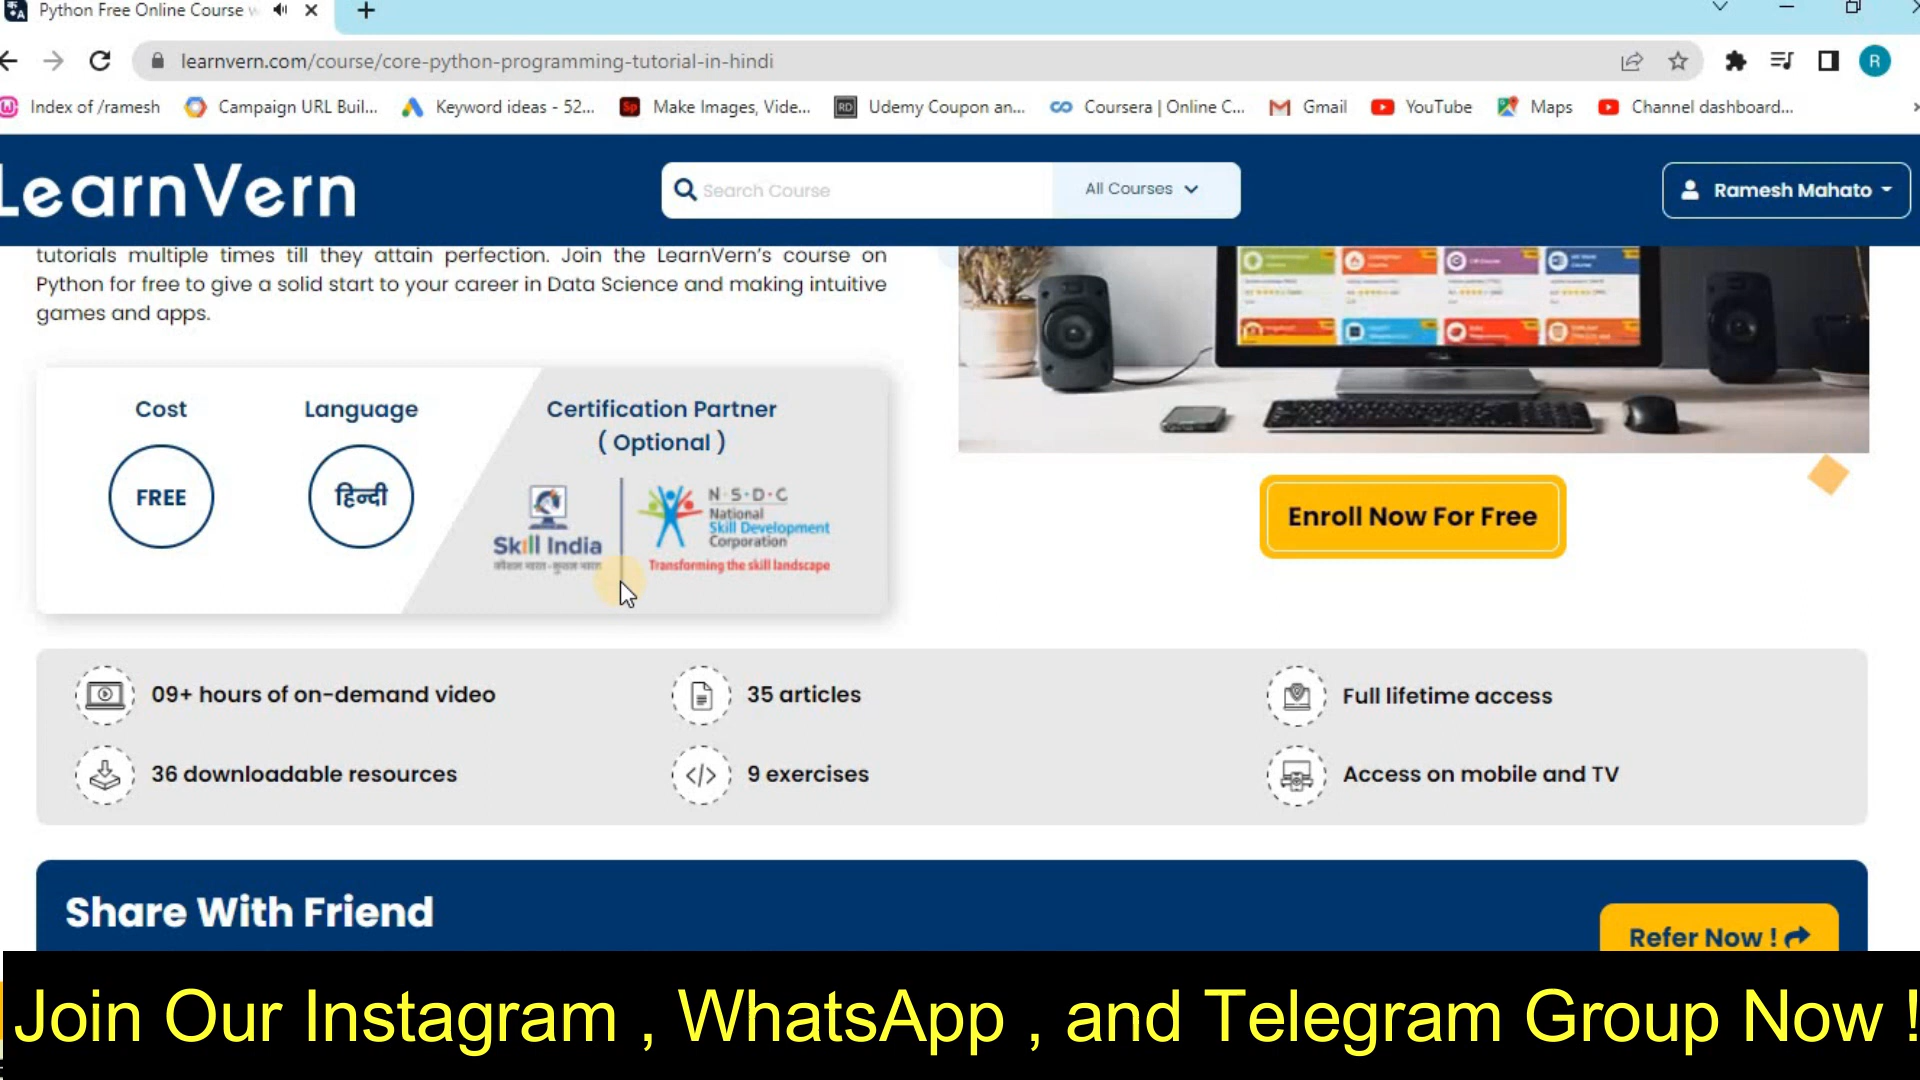 Python Free Online Course w
learnvern.com/course/core-python-programming-tutorial-in-hindi
R
Index of /ramesh
Campaign URL Buil...
Keyword ideas - 52...
Sp
Make Images, Vide...
RD
Udemy Coupon an...
Coursera | Online C...
Gmail
YouTube
Maps
Channel dashboard...
LearnVern
Search Course
All Courses
Ramesh Mahato
tutorials multiple times till they attain perfection. Join the LearnVern's course on
Python for free to give a solid start to your career in Data Science and making intuitive
games and apps.
Cost
Language
Certification Partner
( Optional )
FREE
हिन्दी
Skill India
कौशल भारत-कुशल भारत
N·S·D·C
National
Skill Development
Corporation
Transforming the skill landscape
Enroll Now For Free
09+ hours of on-demand video
35 articles
Full lifetime access
36 downloadable resources
9 exercises
Access on mobile and TV
Share With Friend
Refer Now !
Join Our Instagram , WhatsApp , and Telegram Group Now !